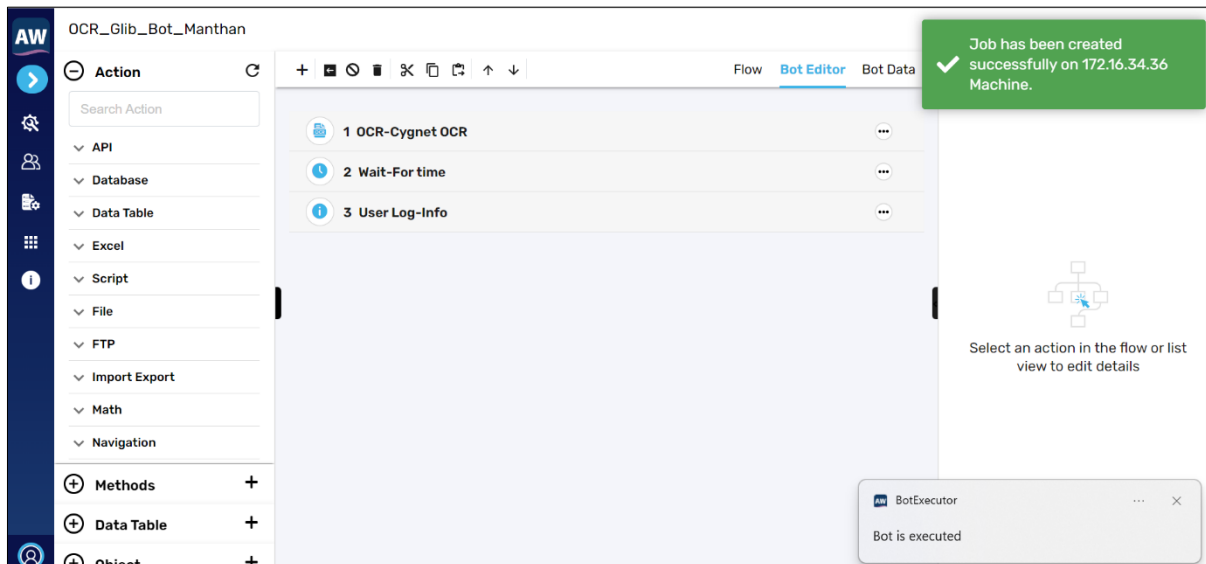 AW
OCR_Glib_Bot_Manthan
Action
Search Action
API
Database
Data Table
Excel
Script
File
FTP
Import Export
Math
Navigation
Methods
Data Table
Object
Flow Bot Editor Bot Data
1 OCR-Cygnet OCR
2 Wait-For time
3 User Log-Info
Job has been created
successfully on 172.16.34.36
Machine.
Select an action in the flow or list
view to edit details
AW BotExecutor
Bot is executed